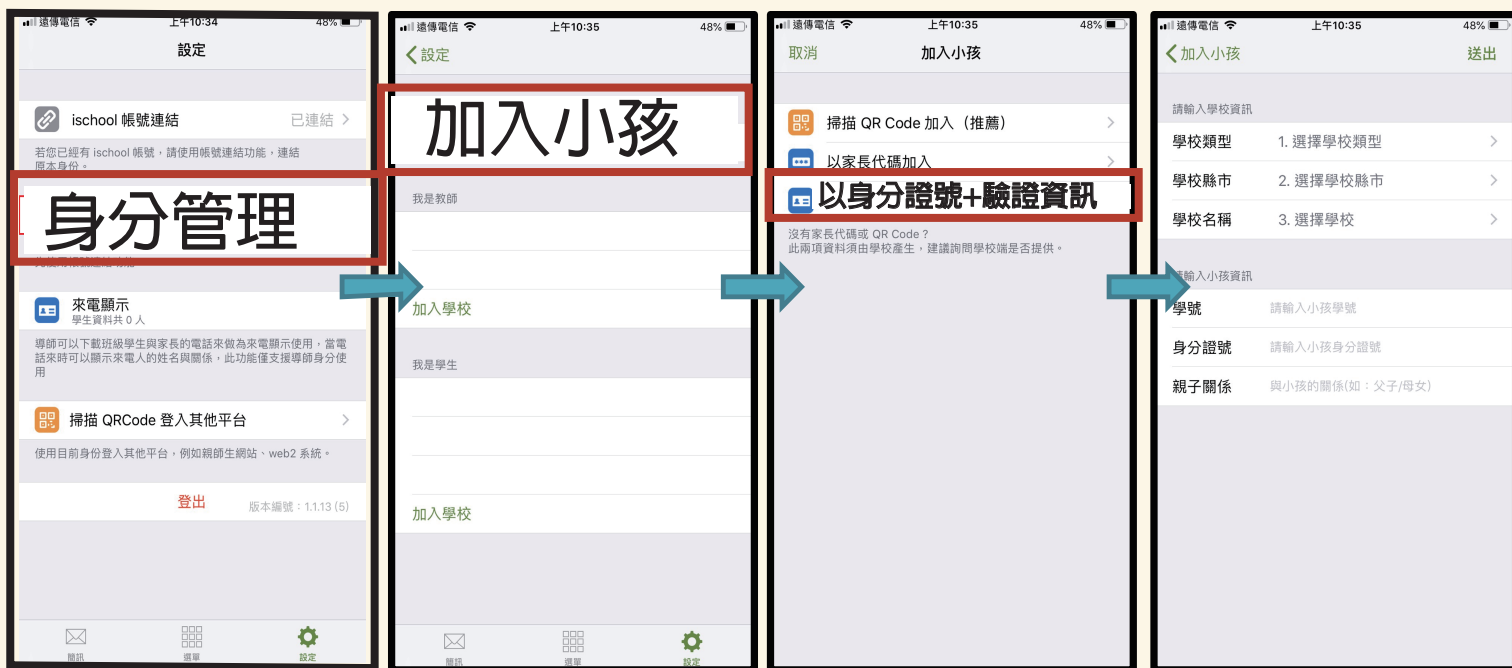 遠傳電信
上午10:34
48%
設定
ischool 帳號連結
已連結
若您已經有 ischool 帳號，請使用帳號連結功能，連結
原本身份。
身分管理
來電顯示
學生資料共 0 人
導師可以下載班級學生與家長的電話來做為來電顯示使用，當電
話來時可以顯示來電人的姓名與關係，此功能僅支援導師身分使
用
掃描 QRCode 登入其他平台
使用目前身份登入其他平台，例如親師生網站、web2 系統。
登出
版本編號：1.1.13 (5)
簡訊
選單
設定
遠傳電信
上午10:35
48%
設定
加入小孩
我是教師
加入學校
我是學生
加入學校
簡訊
選單
設定
遠傳電信
上午10:35
48%
取消
加入小孩
掃描 QR Code 加入（推薦）
以家長代碼加入
以身分證號+驗證資訊
沒有家長代碼或 QR Code？
此兩項資料須由學校產生，建議詢問學校端是否提供。
遠傳電信
上午10:35
48%
加入小孩
送出
請輸入學校資訊
學校類型
1. 選擇學校類型
學校縣市
2. 選擇學校縣市
學校名稱
3. 選擇學校
請輸入小孩資訊
學號
請輸入小孩學號
身分證號
請輸入小孩身分證號
親子關係
與小孩的關係(如：父子/母女)